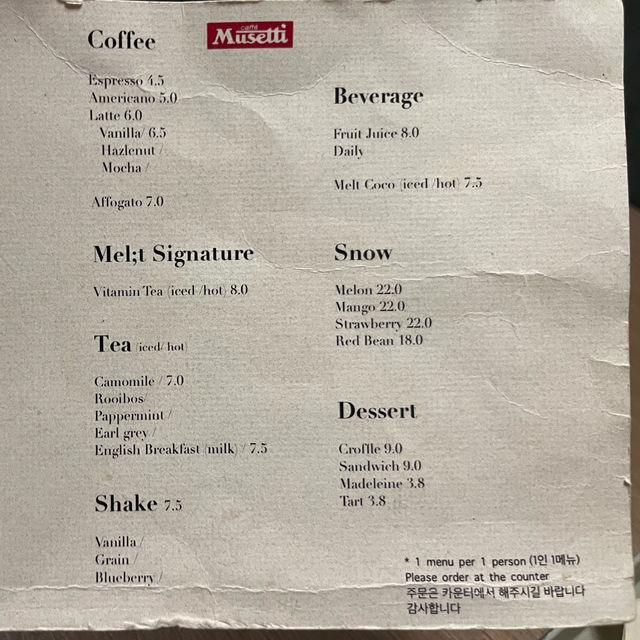 Coffee
caffè
Musetti
Espresso 4.5
Americano 5.0
Latte 6.0
Vanilla/ 6.5
Hazlenut /
Mocha /
Affogato 7.0
Mel;t Signature
Vitamin Tea (iced /hot) 8.0
Tea (iced/ hot)
Camomile / 7.0
Rooibos/
Pappermint /
Earl grey /
English Breakfast (milk) / 7.5
Shake 7.5
Vanilla /
Grain /
Blueberry /
Beverage
Fruit Juice 8.0
Daily
Melt Coco (iced /hot) 7.5
Snow
Melon 22.0
Mango 22.0
Strawberry 22.0
Red Bean 18.0
Dessert
Croffle 9.0
Sandwich 9.0
Madeleine 3.8
Tart 3.8
* 1 menu per 1 person (1인 1메뉴)
Please order at the counter
주문은 카운터에서 해주시길 바랍니다
감사합니다